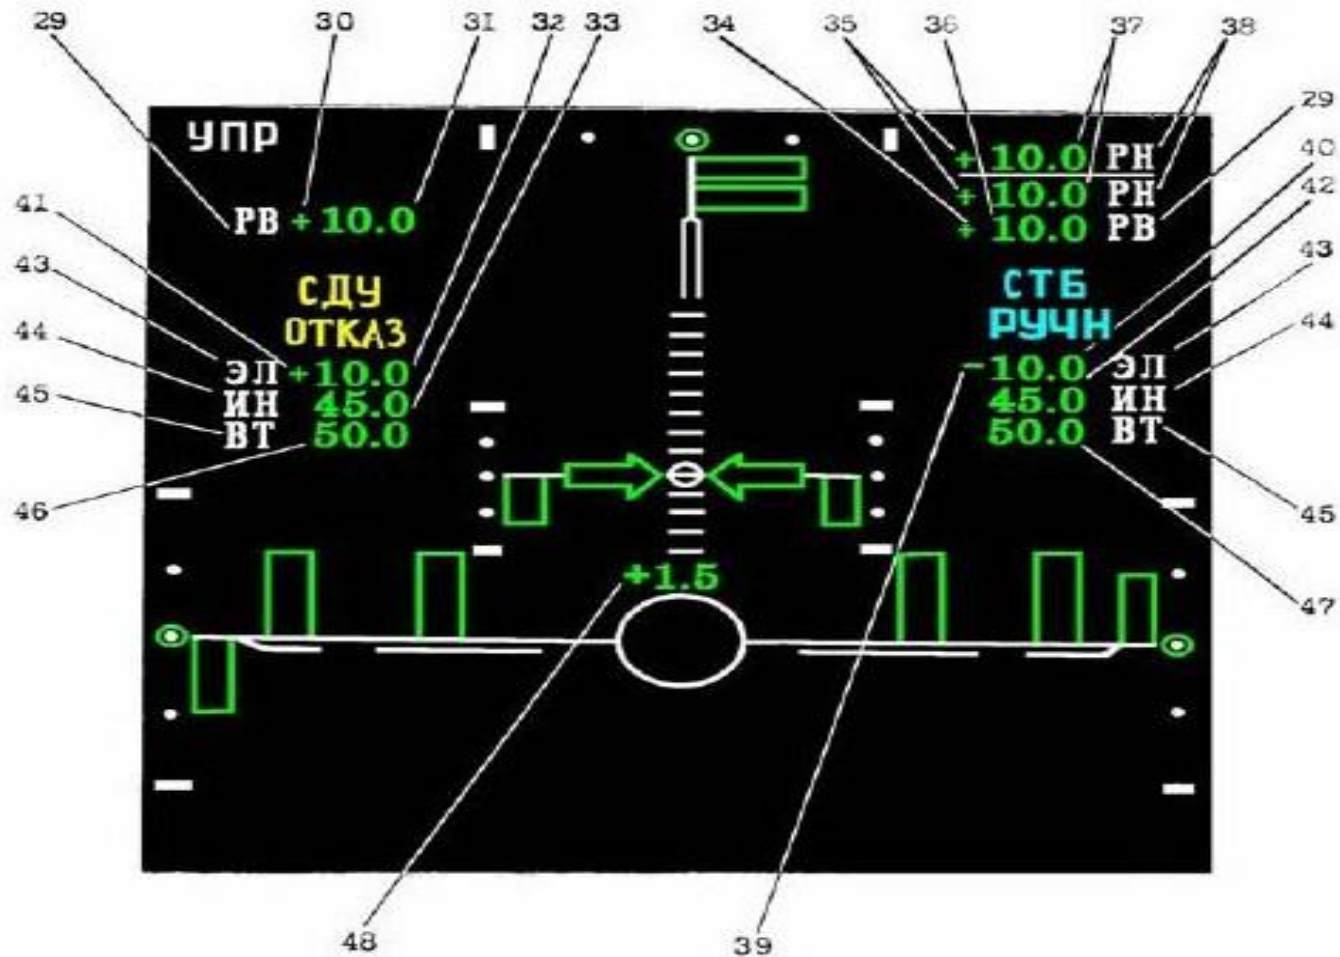 29 30 31 32 33 34 35 36 37 38
29
УПР
+ 10.0 РН
40
+ 10.0 РН
42
41
РВ + 10.0
+ 10.0 РВ
43
43
СДУ
СТБ
44
ОТКАЗ
РУЧН
44
ЭЛ +10.0
-10.0 ЭЛ
45
ИН 45.0
45.0 ИН
ВТ 50.0
50.0 ВТ
46
45
+1.5
47
48
39